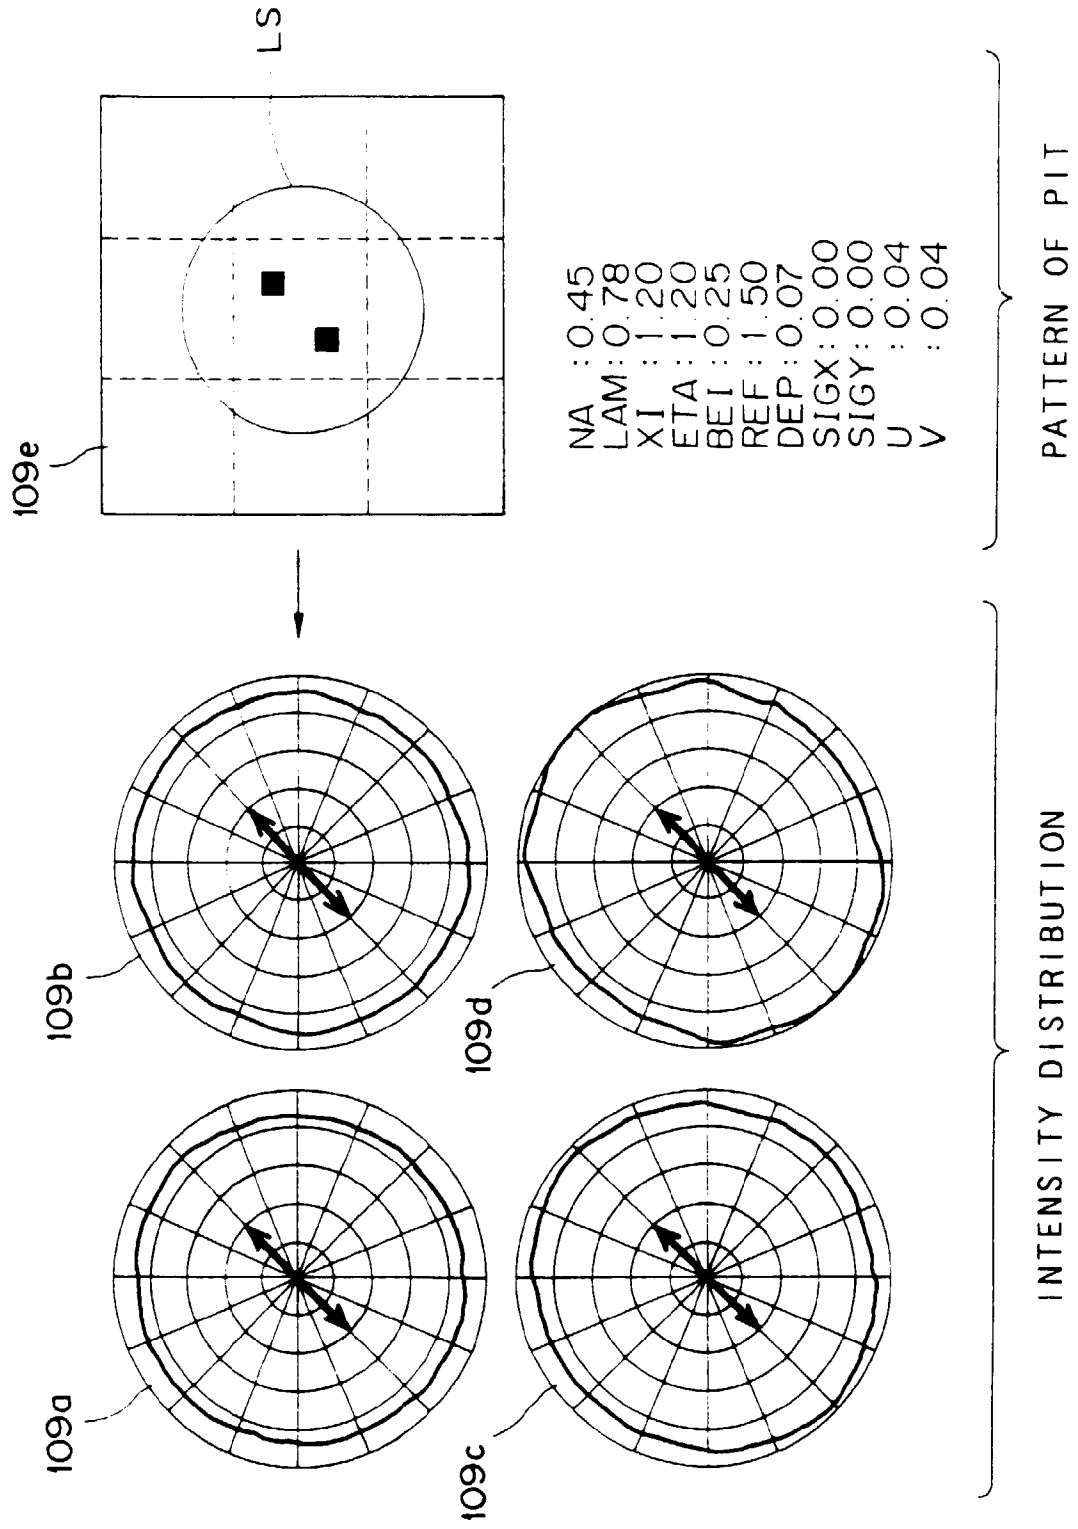 109a
109b
109c
109d
109e
LS
NA : 0.45
LAM : 0.78
XI : 1.20
ETA : 1.20
BEI : 0.25
REF : 1.50
DEP : 0.07
SIGX : 0.00
SIGY : 0.00
U : 0.04
V : 0.04
INTENSITY DISTRIBUTION
PATTERN OF PIT